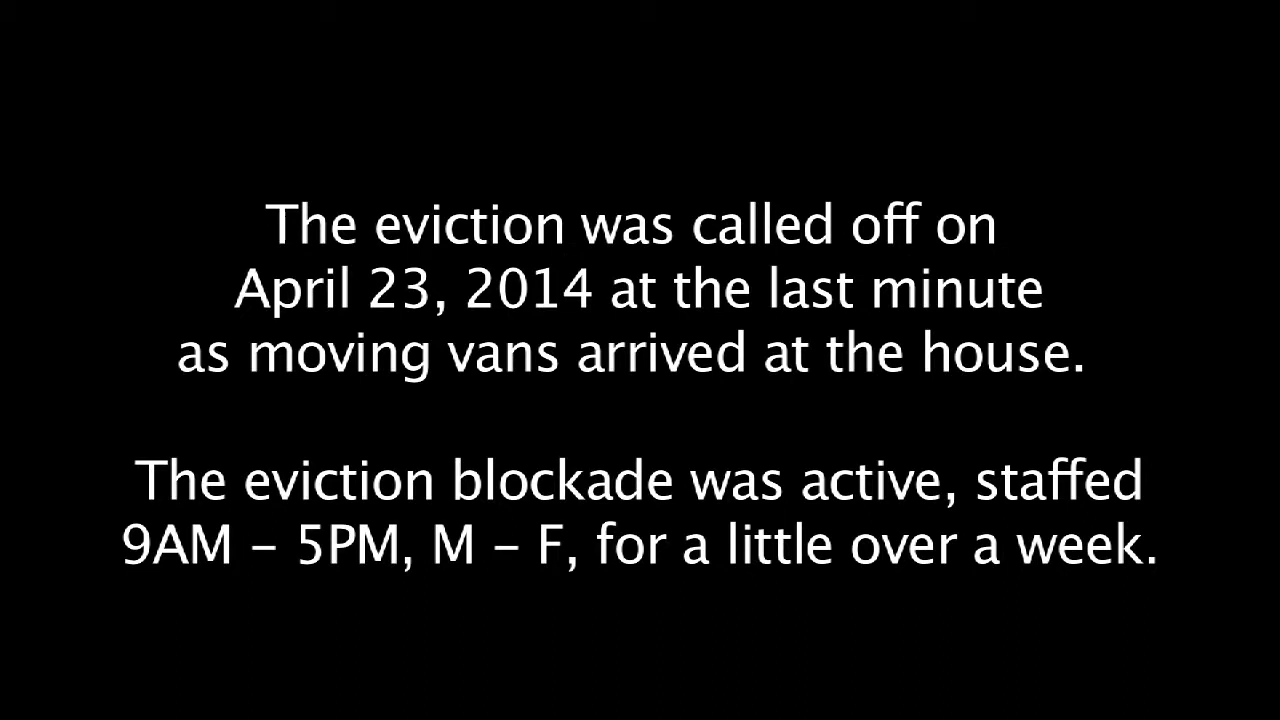 The eviction was called off on
April 23, 2014 at the last minute
as moving vans arrived at the house.
The eviction blockade was active, staffed
9AM – 5PM, M – F, for a little over a week.